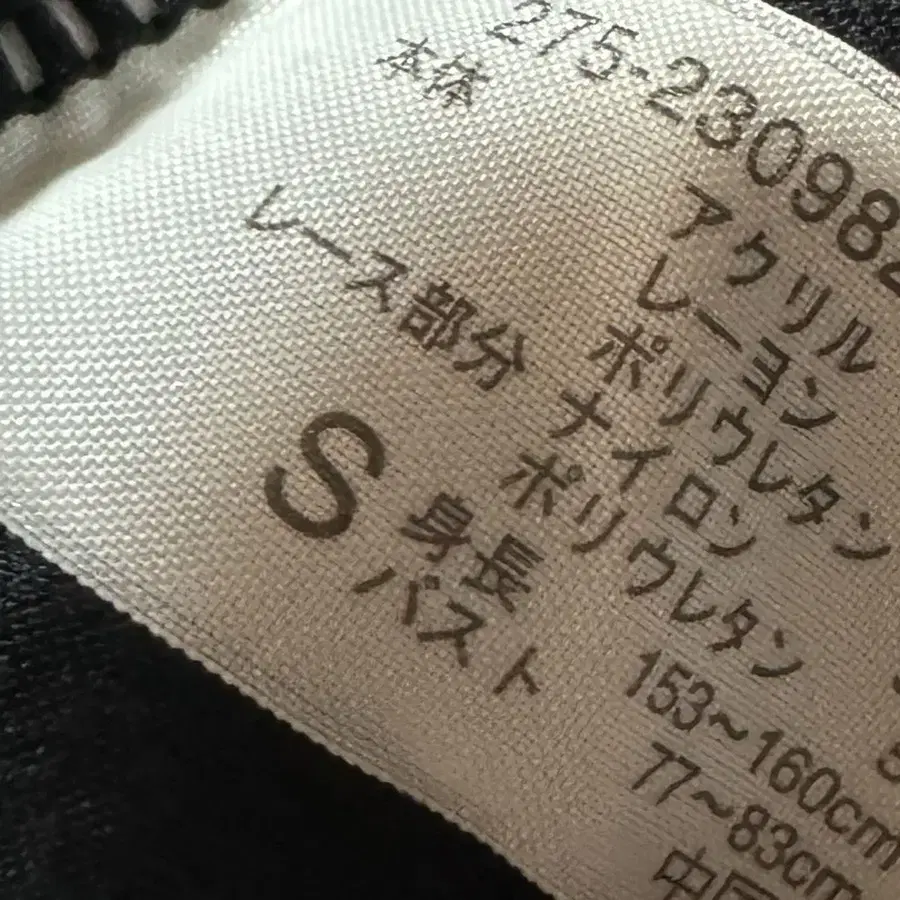 275-23098
本体 アクリル
レーヨン
ポリウレタン
レース部分 ナイロン
ポリウレタン
S 身長 153~160cm
バスト 77~83cm
中国